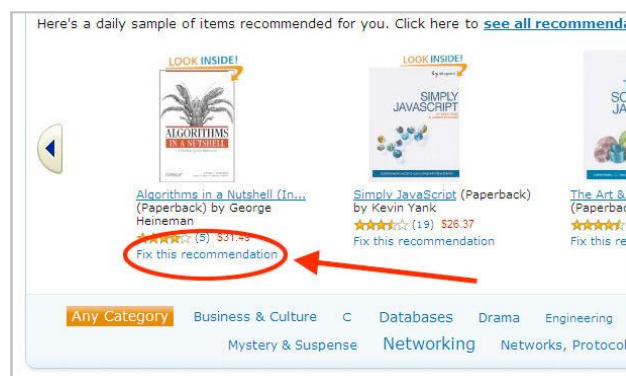 Here's a daily sample of items recommended for you. Click here to see all recommenda
LOOK INSIDE!
LOOK INSIDE!
SIMPLY
JAVASCRIPT
SC
JA
ALGORITHMS
IN A NUTSHELL
Algorithms in a Nutshell (In...
(Paperback) by George
Heineman
(5) $31.49
Fix this recommendation
Simply JavaScript (Paperback)
by Kevin Yank
(19) $26.37
Fix this recommendation
The Art &
(Paperbac
Fix this re
Any Category Business & Culture C Databases Drama Engineering
Mystery & Suspense Networking Networks, Protocol